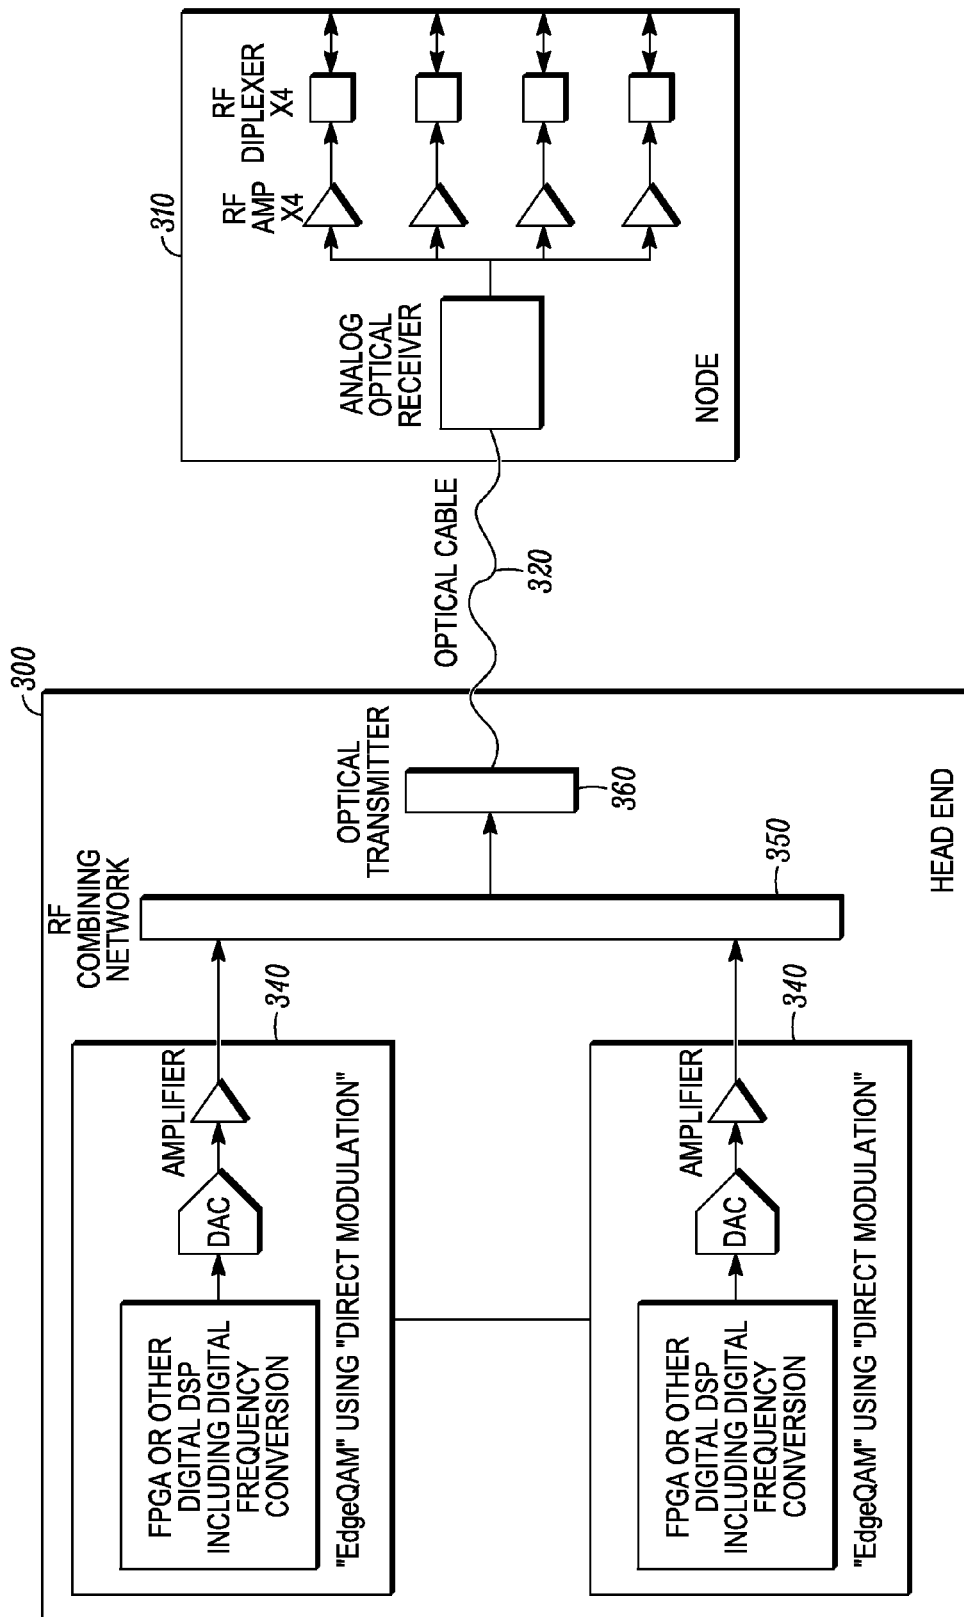 300
HEAD END
"EdgeQAM" USING "DIRECT MODULATION"
FPGA OR OTHER
DIGITAL DSP
INCLUDING DIGITAL
FREQUENCY
CONVERSION
DAC
AMPLIFIER
340
"EdgeQAM" USING "DIRECT MODULATION"
FPGA OR OTHER
DIGITAL DSP
INCLUDING DIGITAL
FREQUENCY
CONVERSION
DAC
AMPLIFIER
340
RF
COMBINING
NETWORK
350
OPTICAL
TRANSMITTER
360
OPTICAL CABLE
320
310
NODE
ANALOG
OPTICAL
RECEIVER
RF
AMP
X4
RF
DIPLEXER
X4